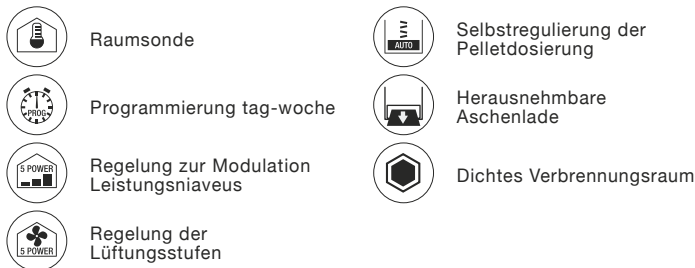 Raumsonde
PROG.
Programmierung tag-woche
5 POWER
Regelung zur Modulation
Leistungsniaveus
5 POWER
Regelung der
Lüftungsstufen
AUTO
Selbstregulierung der
Pelletdosierung
Herausnehmbare
Aschenlade
Dichtes Verbrennungsraum